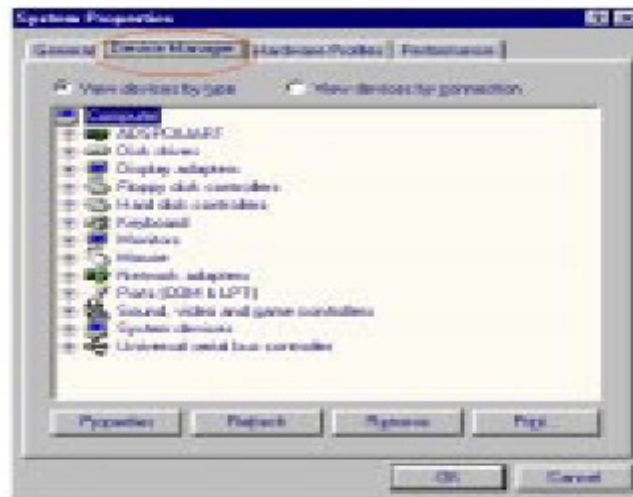 System Properties
General Device Manager Hardware Profiles Performance
View devices by type View devices by connection
Computer
Disk drives
Display adapters
Floppy disk controllers
Hard disk controllers
Keyboard
Monitors
Mouse
Network adapters
Ports (COM & LPT)
Sound, video and game controllers
System devices
Universal serial bus controller
Properties Refresh Remove Print
OK Cancel